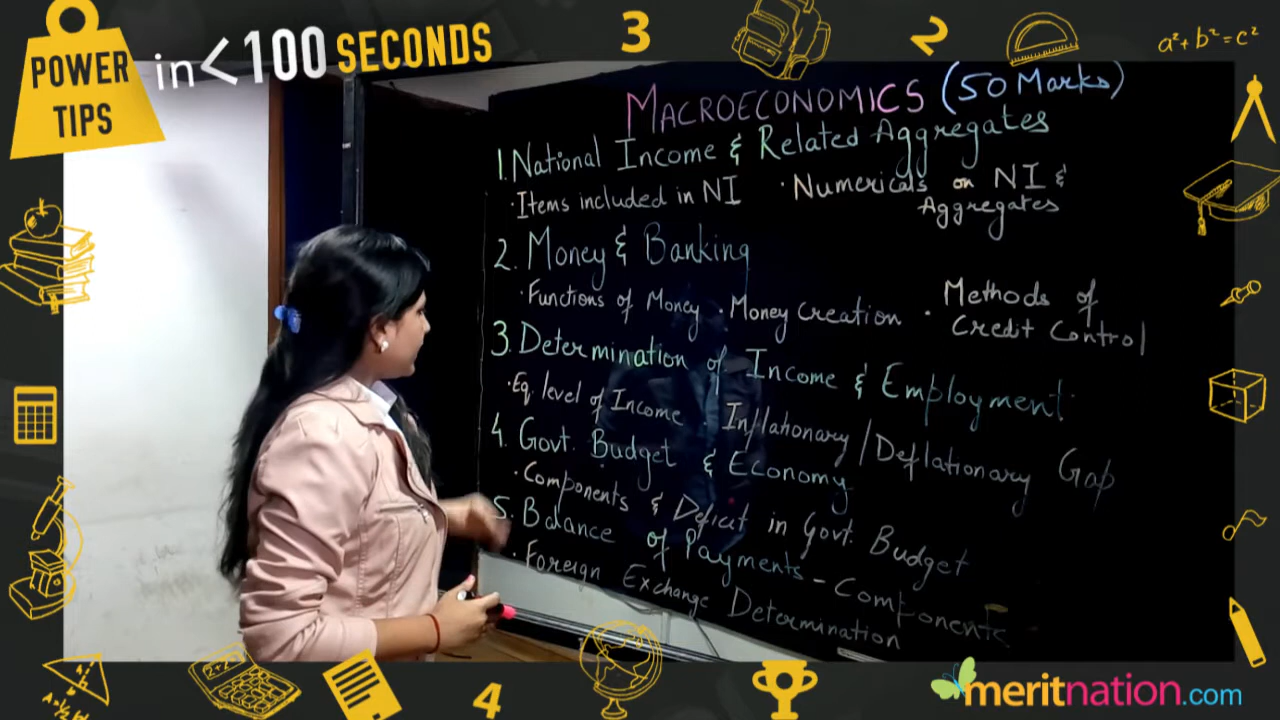 POWER TIPS
in <100 SECONDS
3
2
a²+b²=c²
MACROECONOMICS (50 Marks)
1. National Income & Related Aggregates
· Items included in NI · Numericals on NI & Aggregates
2. Money & Banking
· Functions of Money · Money Creation · Methods of Credit Control
3. Determination of Income & Employment
· Eq. level of Income · Inflationary/Deflationary Gap
4. Govt. Budget & Economy
· Components & Deficit in Govt. Budget
5. Balance of Payments - Components
· Foreign Exchange Determination
4
meritnation.com